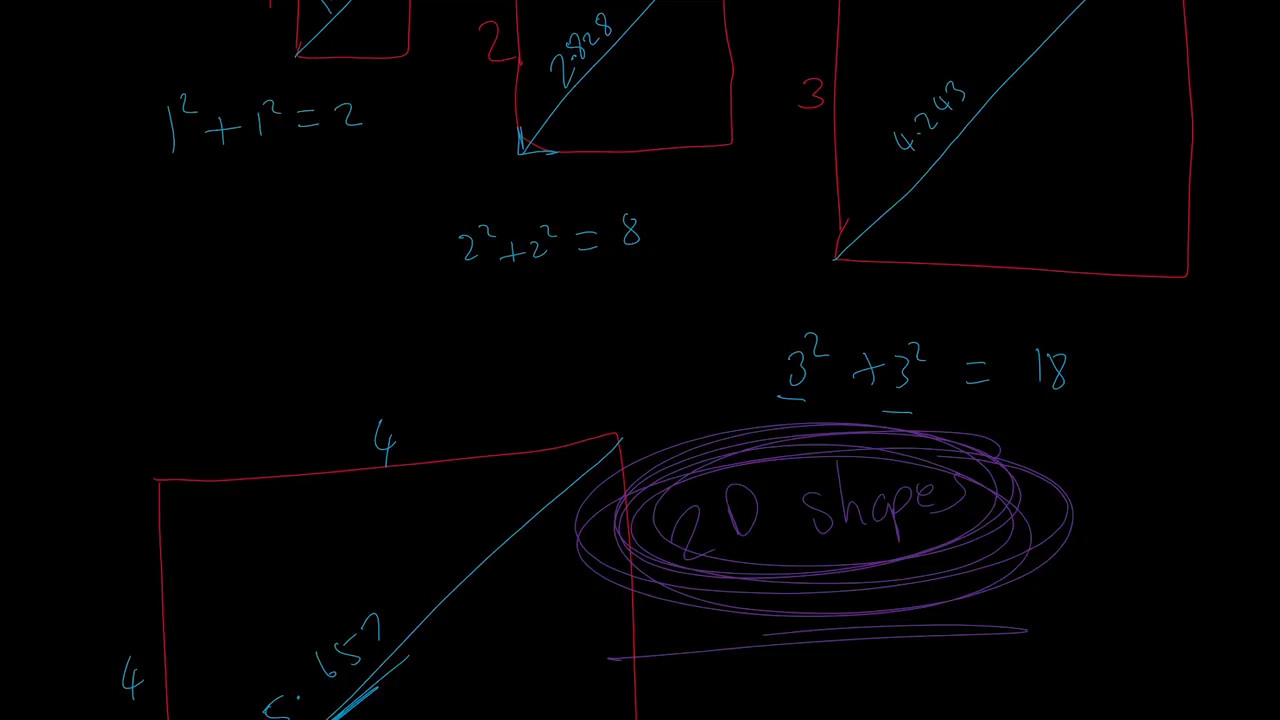 2
2.828
3
4.243
1² + 1² = 2
2² + 2² = 8
3² + 3² = 18
4
2D shapes
4
5.657